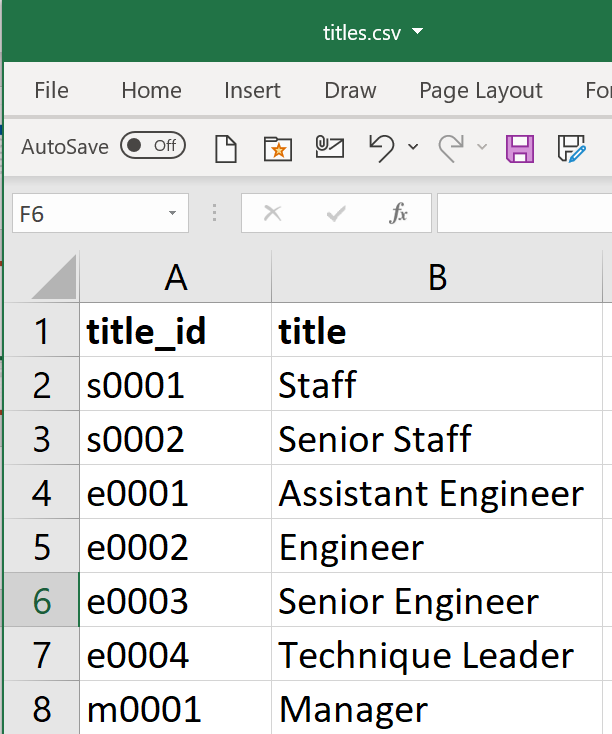 titles.csv
File Home Insert Draw Page Layout Fo
AutoSave Off
F6 fx
A B
1 title_id title
2 s0001 Staff
3 s0002 Senior Staff
4 e0001 Assistant Engineer
5 e0002 Engineer
6 e0003 Senior Engineer
7 e0004 Technique Leader
8 m0001 Manager